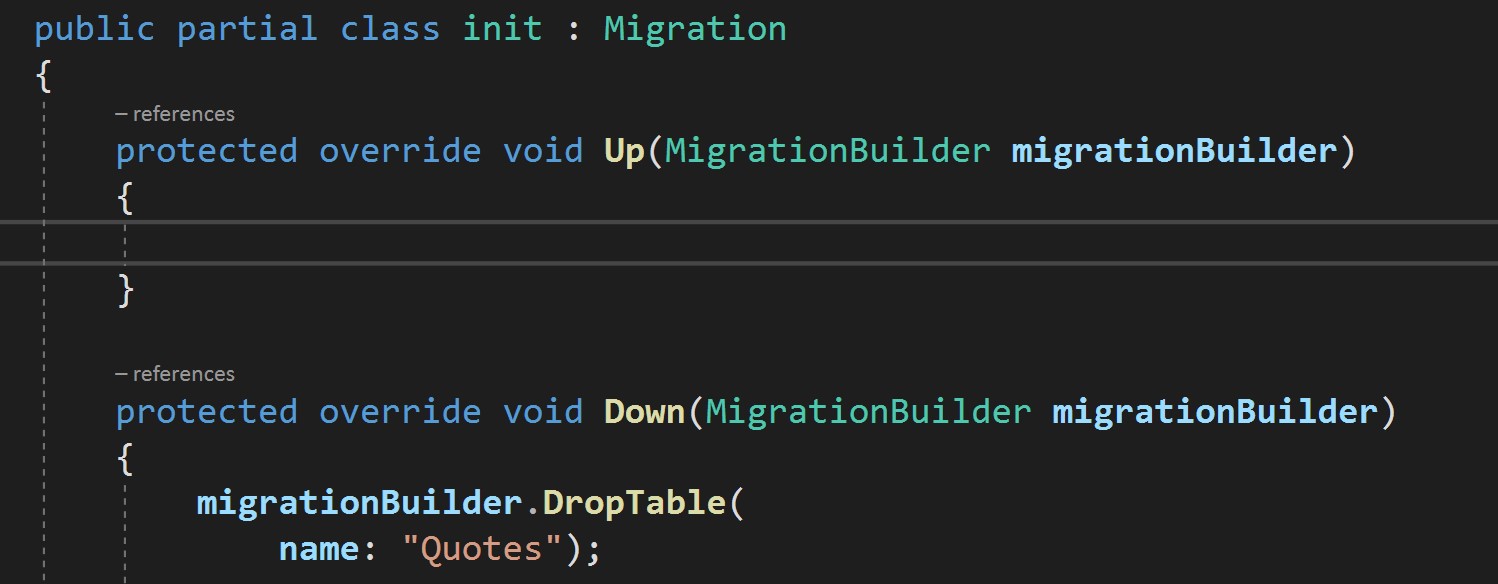 public partial class init : Migration
{
– references
protected override void Up(MigrationBuilder migrationBuilder)
{
}
– references
protected override void Down(MigrationBuilder migrationBuilder)
{
migrationBuilder.DropTable(
name: "Quotes");